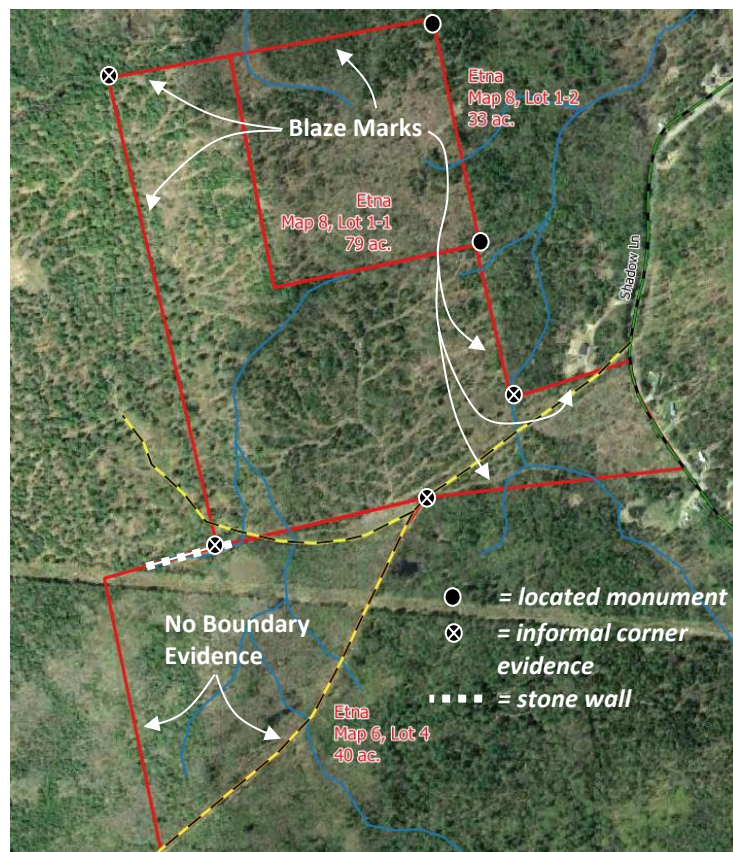 Etna
Map 8, Lot 1-2
33 ac.
Blaze Marks
Etna
Map 8, Lot 1-1
79 ac.
Shadow Ln
No Boundary
Evidence
= located monument
= informal corner
evidence
= stone wall
Etna
Map 6, Lot 4
40 ac.